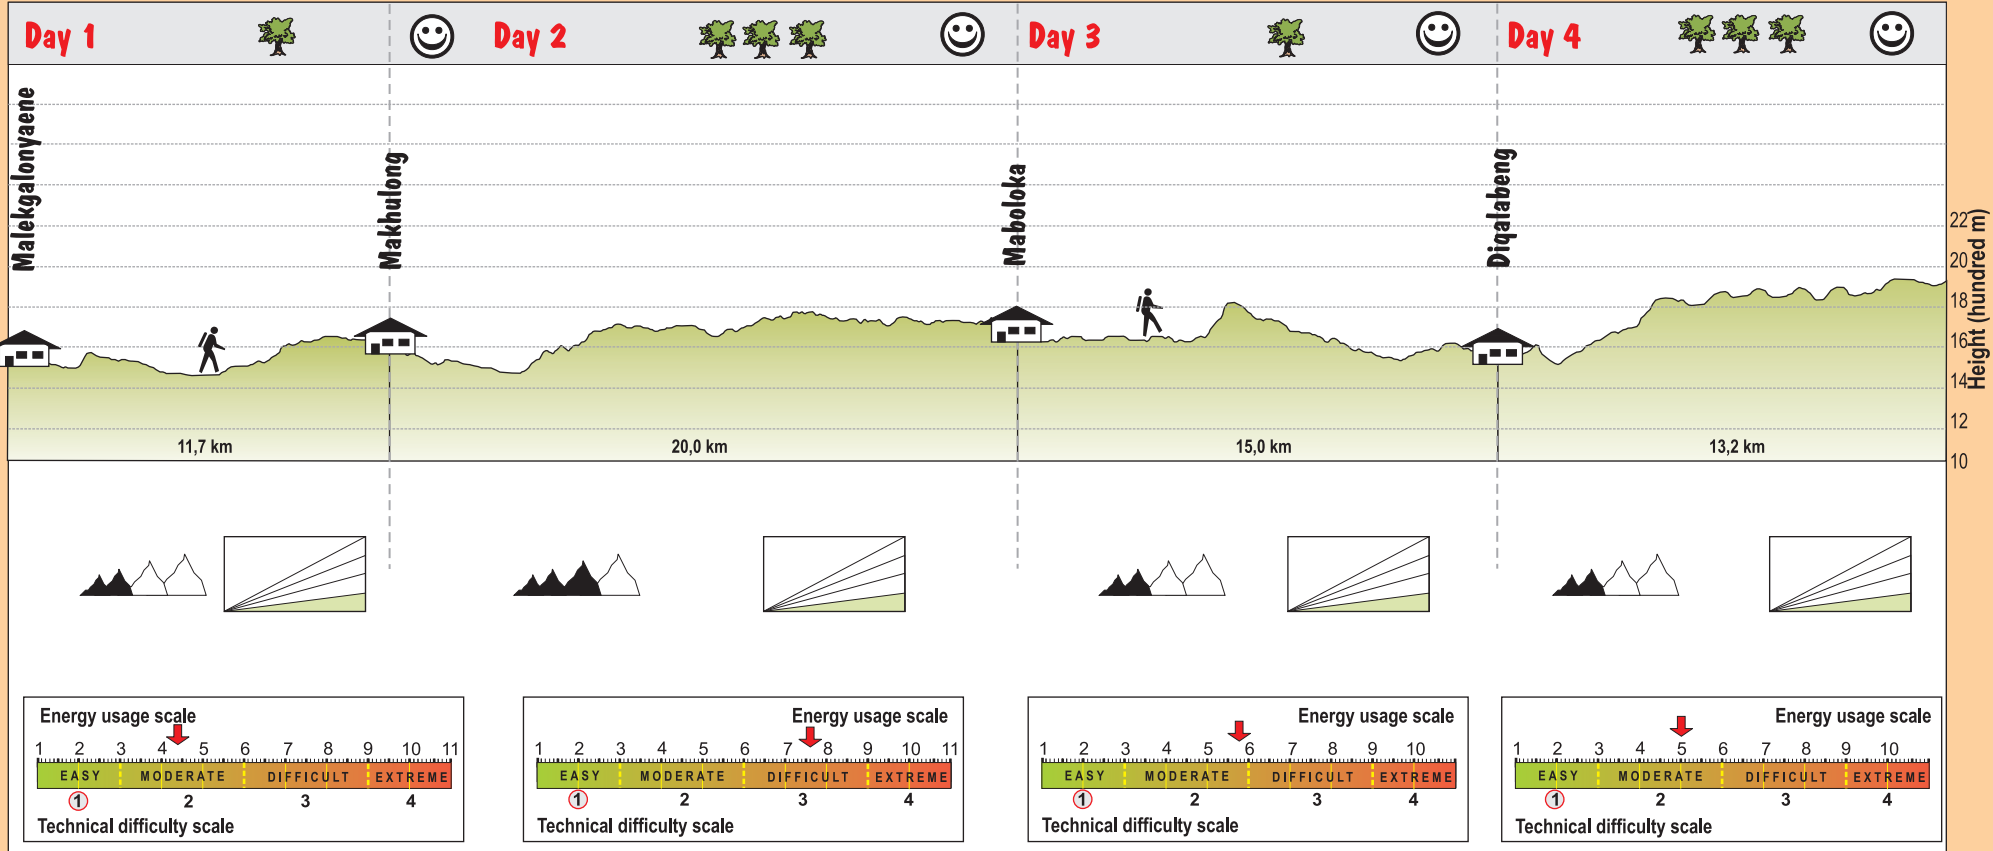 Day 1
Day 2
Day 3
Day 4
Malekgalonyaene
Makhulong
Maboloka
Diqalabeng
22
20
18
16
14
12
10
Height (hundred m)
11,7 km
20,0 km
15,0 km
13,2 km
Energy usage scale
1 2 3 4 5 6 7 8 9 10 11
EASY MODERATE DIFFICULT EXTREME
1 2 3 4
Technical difficulty scale
Energy usage scale
1 2 3 4 5 6 7 8 9 10 11
EASY MODERATE DIFFICULT EXTREME
1 2 3 4
Technical difficulty scale
Energy usage scale
1 2 3 4 5 6 7 8 9 10
EASY MODERATE DIFFICULT EXTREME
1 2 3 4
Technical difficulty scale
Energy usage scale
1 2 3 4 5 6 7 8 9 10
EASY MODERATE DIFFICULT EXTREME
1 2 3 4
Technical difficulty scale